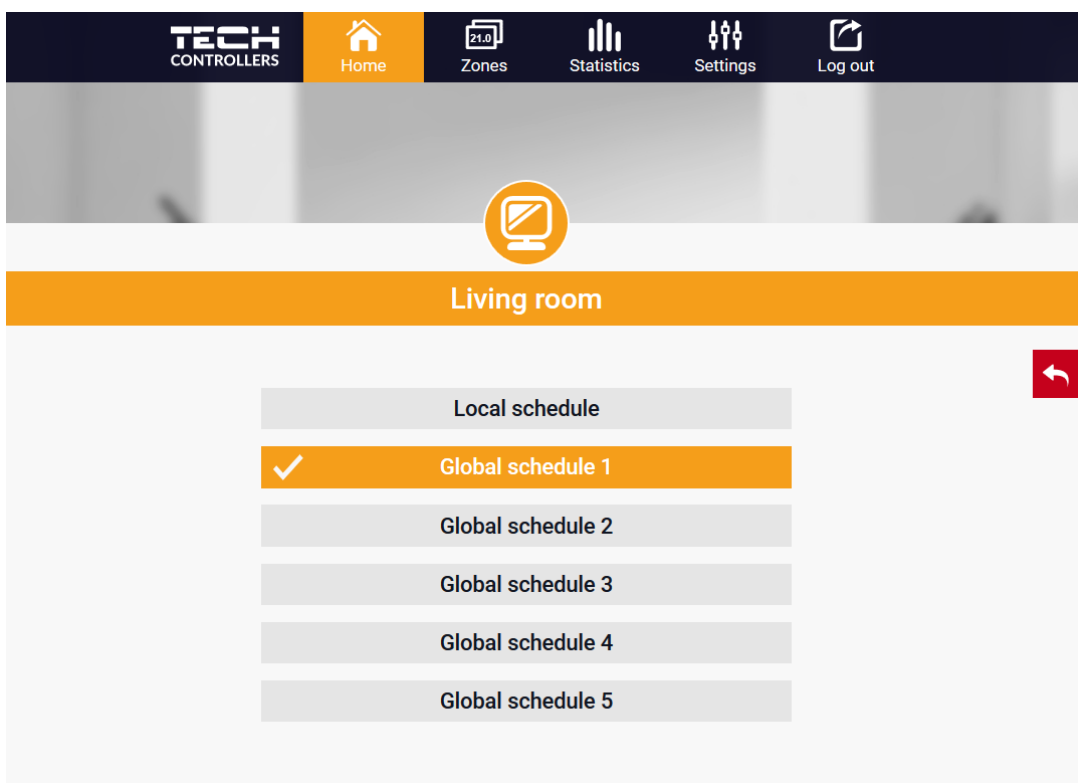 TECH
CONTROLLERS
Home
21.0
Zones
Statistics
Settings
Log out
Living room
Local schedule
Global schedule 1
Global schedule 2
Global schedule 3
Global schedule 4
Global schedule 5